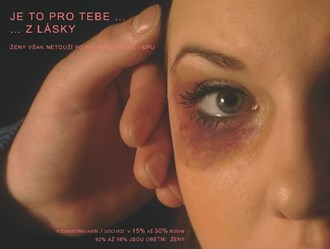 JE TO PRO TEBE ...
... Z LÁSKY
ŽENY VŠAK NETOUŽÍ PO
15% AŽ 30% RODIN
92% AŽ 98% JSOU OBĚTMI ŽENY